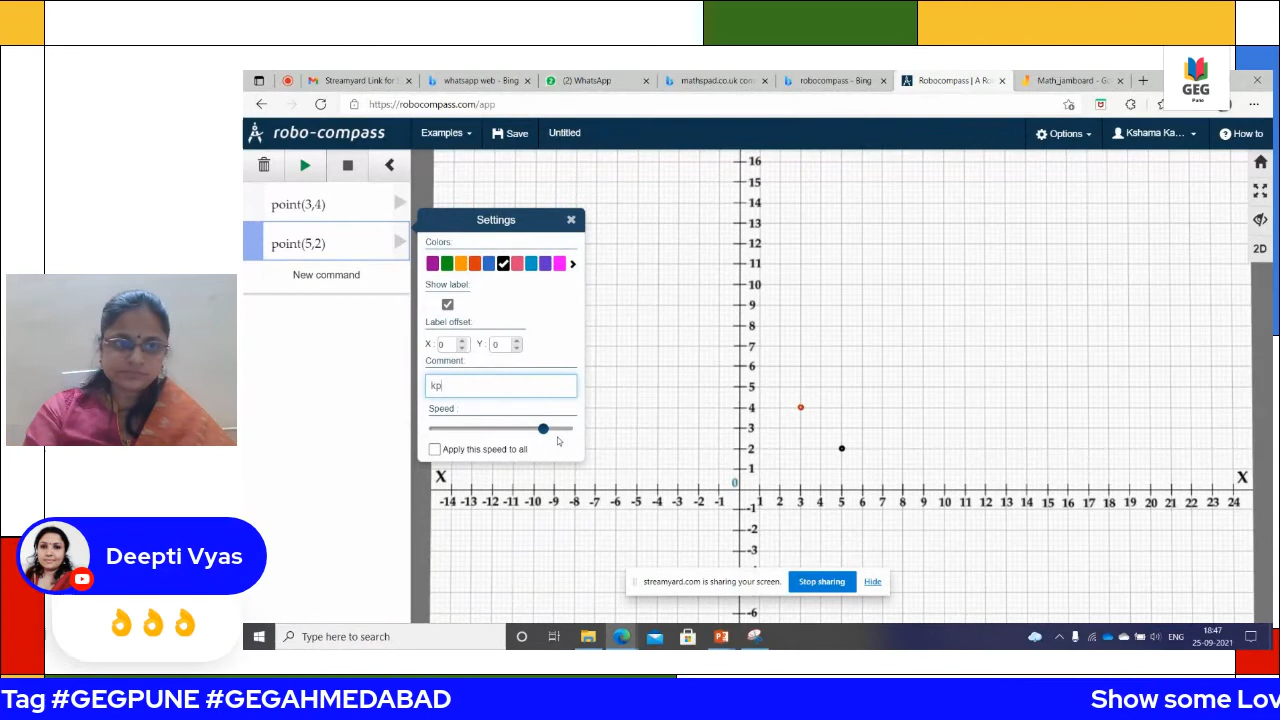 GEG
Pune
Streamyard Link for
whatsapp web - Bing
(2) WhatsApp
mathspad.co.uk com
robocompass - Bing
Robocompass | A Ro
Math_jamboard - Go
https://robocompass.com/app
robo-compass
Examples
Save
Untitled
Options
Kshama Ka...
How to
point(3,4)
point(5,2)
New command
Settings
Colors:
Show label:
Label offset:
X : 0 Y : 0
Comment:
kp
Speed :
Apply this speed to all
2D
16
15
14
13
12
11
10
9
8
7
6
5
4
3
2
1
0
X
X
-14 -13 -12 -11 -10 -9 -8 -7 -6 -5 -4 -3 -2 -1 1 2 3 4 5 6 7 8 9 10 11 12 13 14 15 16 17 18 19 20 21 22 23 24
-1
-2
-3
-6
streamyard.com is sharing your screen.
Stop sharing
Hide
Deepti Vyas
Type here to search
ENG
18:47
25-09-2021
Tag #GEGPUNE #GEGAHMEDABAD
Show some Lov